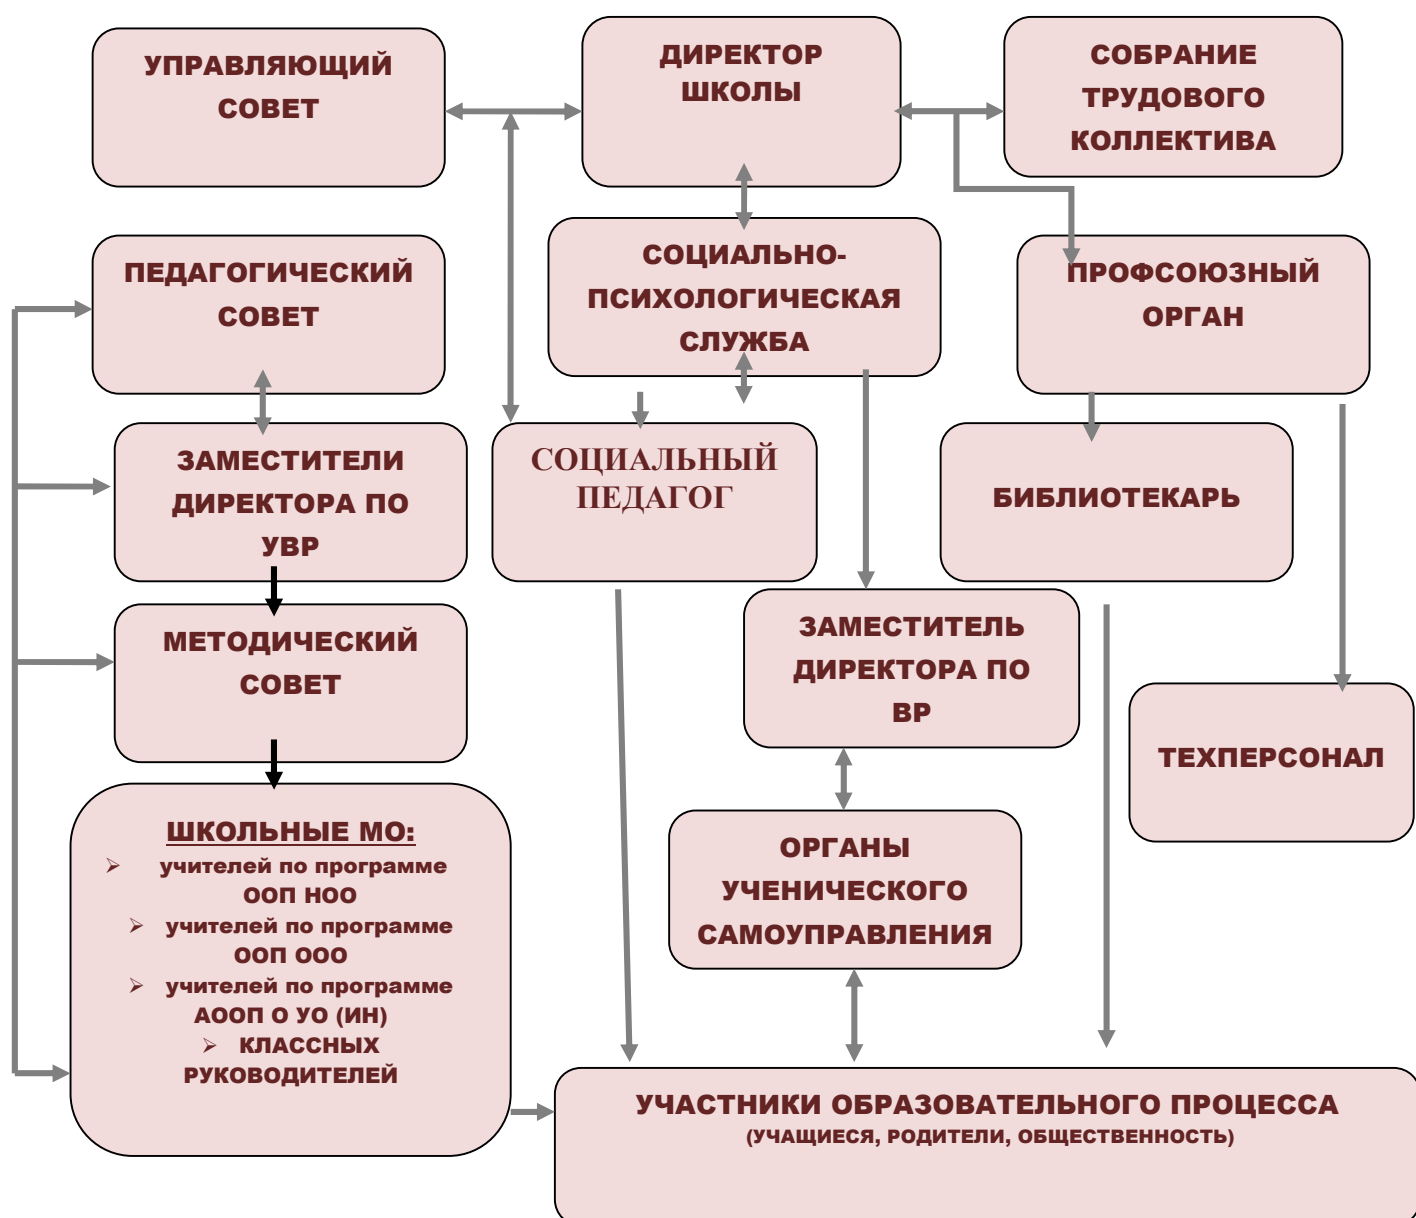 УПРАВЛЯЮЩИЙ
СОВЕТ
ДИРЕКТОР
ШКОЛЫ
СОБРАНИЕ
ТРУДОВОГО
КОЛЛЕКТИВА
ПЕДАГОГИЧЕСКИЙ
СОВЕТ
СОЦИАЛЬНО-
ПСИХОЛОГИЧЕСКАЯ
СЛУЖБА
ПРОФСОЮЗНЫЙ
ОРГАН
ЗАМЕСТИТЕЛИ
ДИРЕКТОРА ПО
УВР
СОЦИАЛЬНЫЙ
ПЕДАГОГ
БИБЛИОТЕКАРЬ
МЕТОДИЧЕСКИЙ
СОВЕТ
ЗАМЕСТИТЕЛЬ
ДИРЕКТОРА ПО
ВР
ТЕХПЕРСОНАЛ
ШКОЛЬНЫЕ МО:
➢ учителей по программе
ООП НОО
➢ учителей по программе
ООП ООО
➢ учителей по программе
АООП О УО (ИН)
➢ КЛАССНЫХ
РУКОВОДИТЕЛЕЙ
ОРГАНЫ
УЧЕНИЧЕСКОГО
САМОУПРАВЛЕНИЯ
УЧАСТНИКИ ОБРАЗОВАТЕЛЬНОГО ПРОЦЕССА
(УЧАЩИЕСЯ, РОДИТЕЛИ, ОБЩЕСТВЕННОСТЬ)